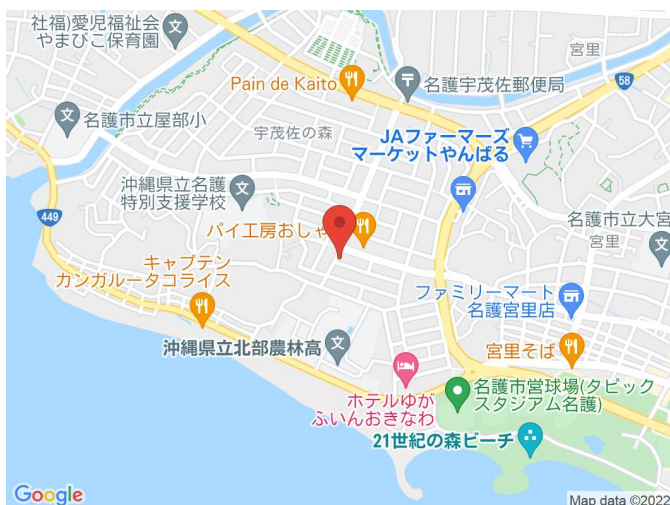 社福)愛児福祉会
やまびこ保育園
宮里
58
Pain de Kaito
名護宇茂佐郵便局
名護市立屋部小
宇茂佐の森
JAファーマーズ
マーケットやんばる
沖縄県立名護
特別支援学校
449
パイ工房おしゃ
名護市立大宮
宮里
キャプテン
カンガルータコライス
ファミリーマート
名護宮里店
沖縄県立北部農林高
宮里そば
ホテルゆが
ふいんおきなわ
名護市営球場(タピック
スタジアム名護)
21世紀の森ビーチ
Google
Map data ©2022